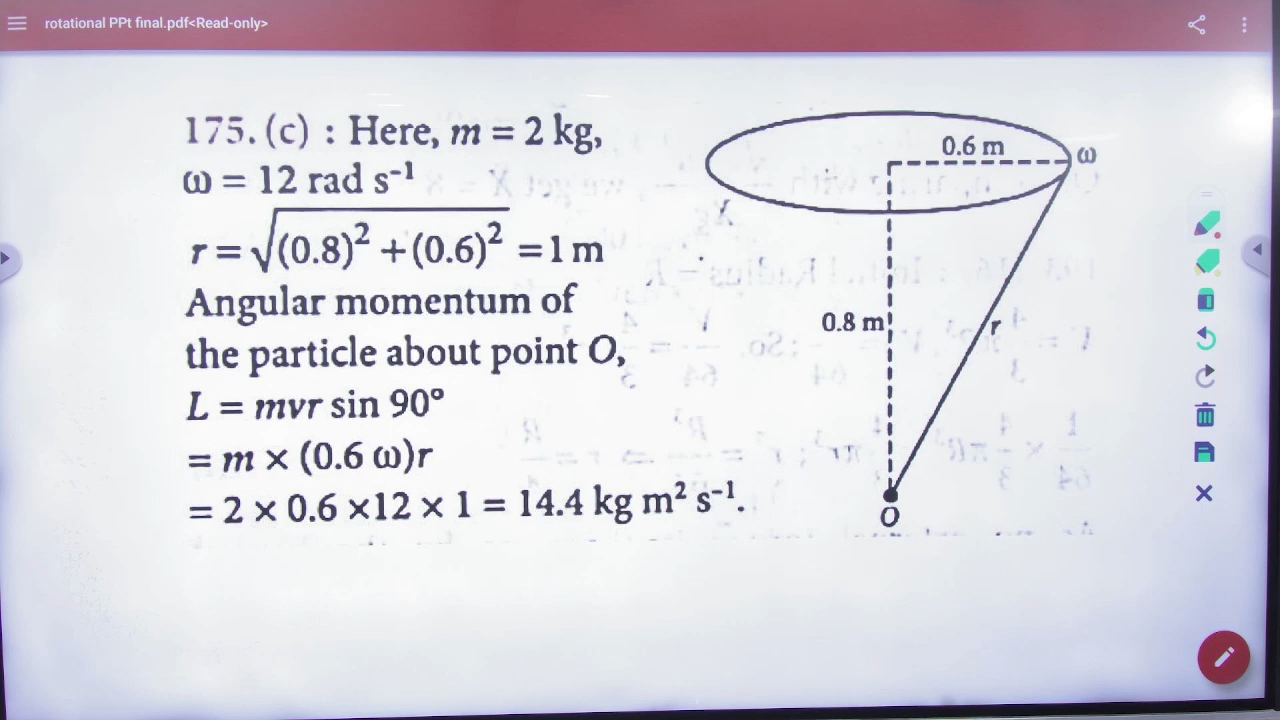 rotational PPt final.pdf<Read-only>
175. (c) : Here, m = 2 kg,
ω = 12 rad s⁻¹
r = √(0.8)² + (0.6)² = 1 m
Angular momentum of
the particle about point O,
L = mvr sin 90°
= m × (0.6 ω)r
= 2 × 0.6 ×12 × 1 = 14.4 kg m² s⁻¹.
0.6 m
ω
0.8 m
r
O